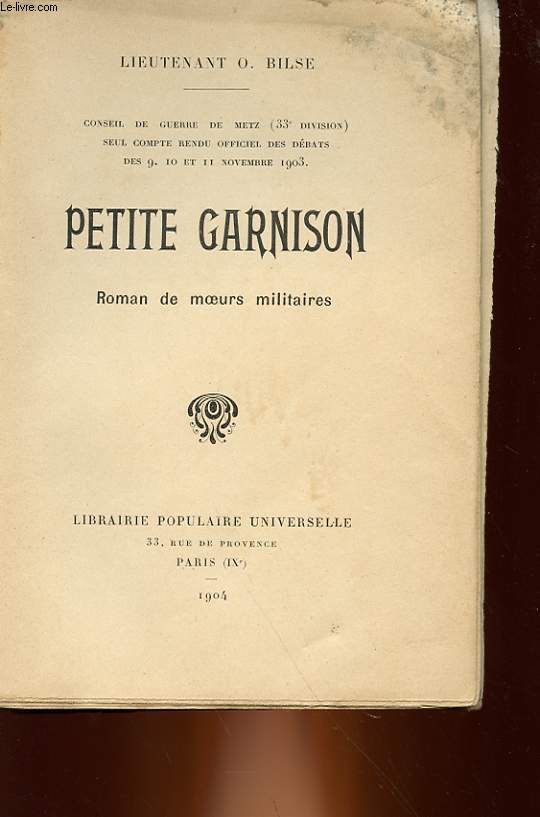 Le-livre.com
LIEUTENANT O. BILSE
CONSEIL DE GUERRE DE METZ (33e DIVISION)
SEUL COMPTE RENDU OFFICIEL DES DÉBATS
DES 9, 10 ET 11 NOVEMBRE 1903.
PETITE GARNISON
Roman de mœurs militaires
LIBRAIRIE POPULAIRE UNIVERSELLE
33, RUE DE PROVENCE
PARIS (IXe)
1904